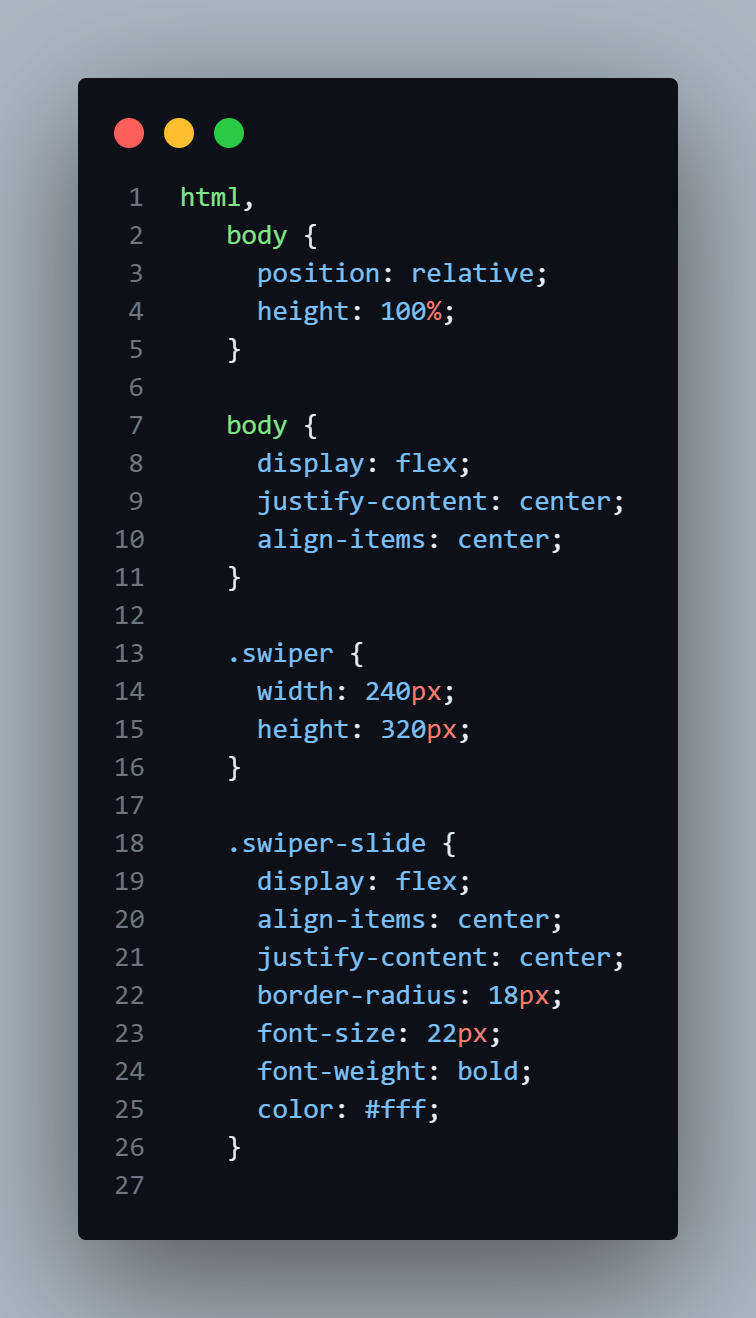 1 html,
2 body {
3 position: relative;
4 height: 100%;
5 }
6
7 body {
8 display: flex;
9 justify-content: center;
10 align-items: center;
11 }
12
13 .swiper {
14 width: 240px;
15 height: 320px;
16 }
17
18 .swiper-slide {
19 display: flex;
20 align-items: center;
21 justify-content: center;
22 border-radius: 18px;
23 font-size: 22px;
24 font-weight: bold;
25 color: #fff;
26 }
27